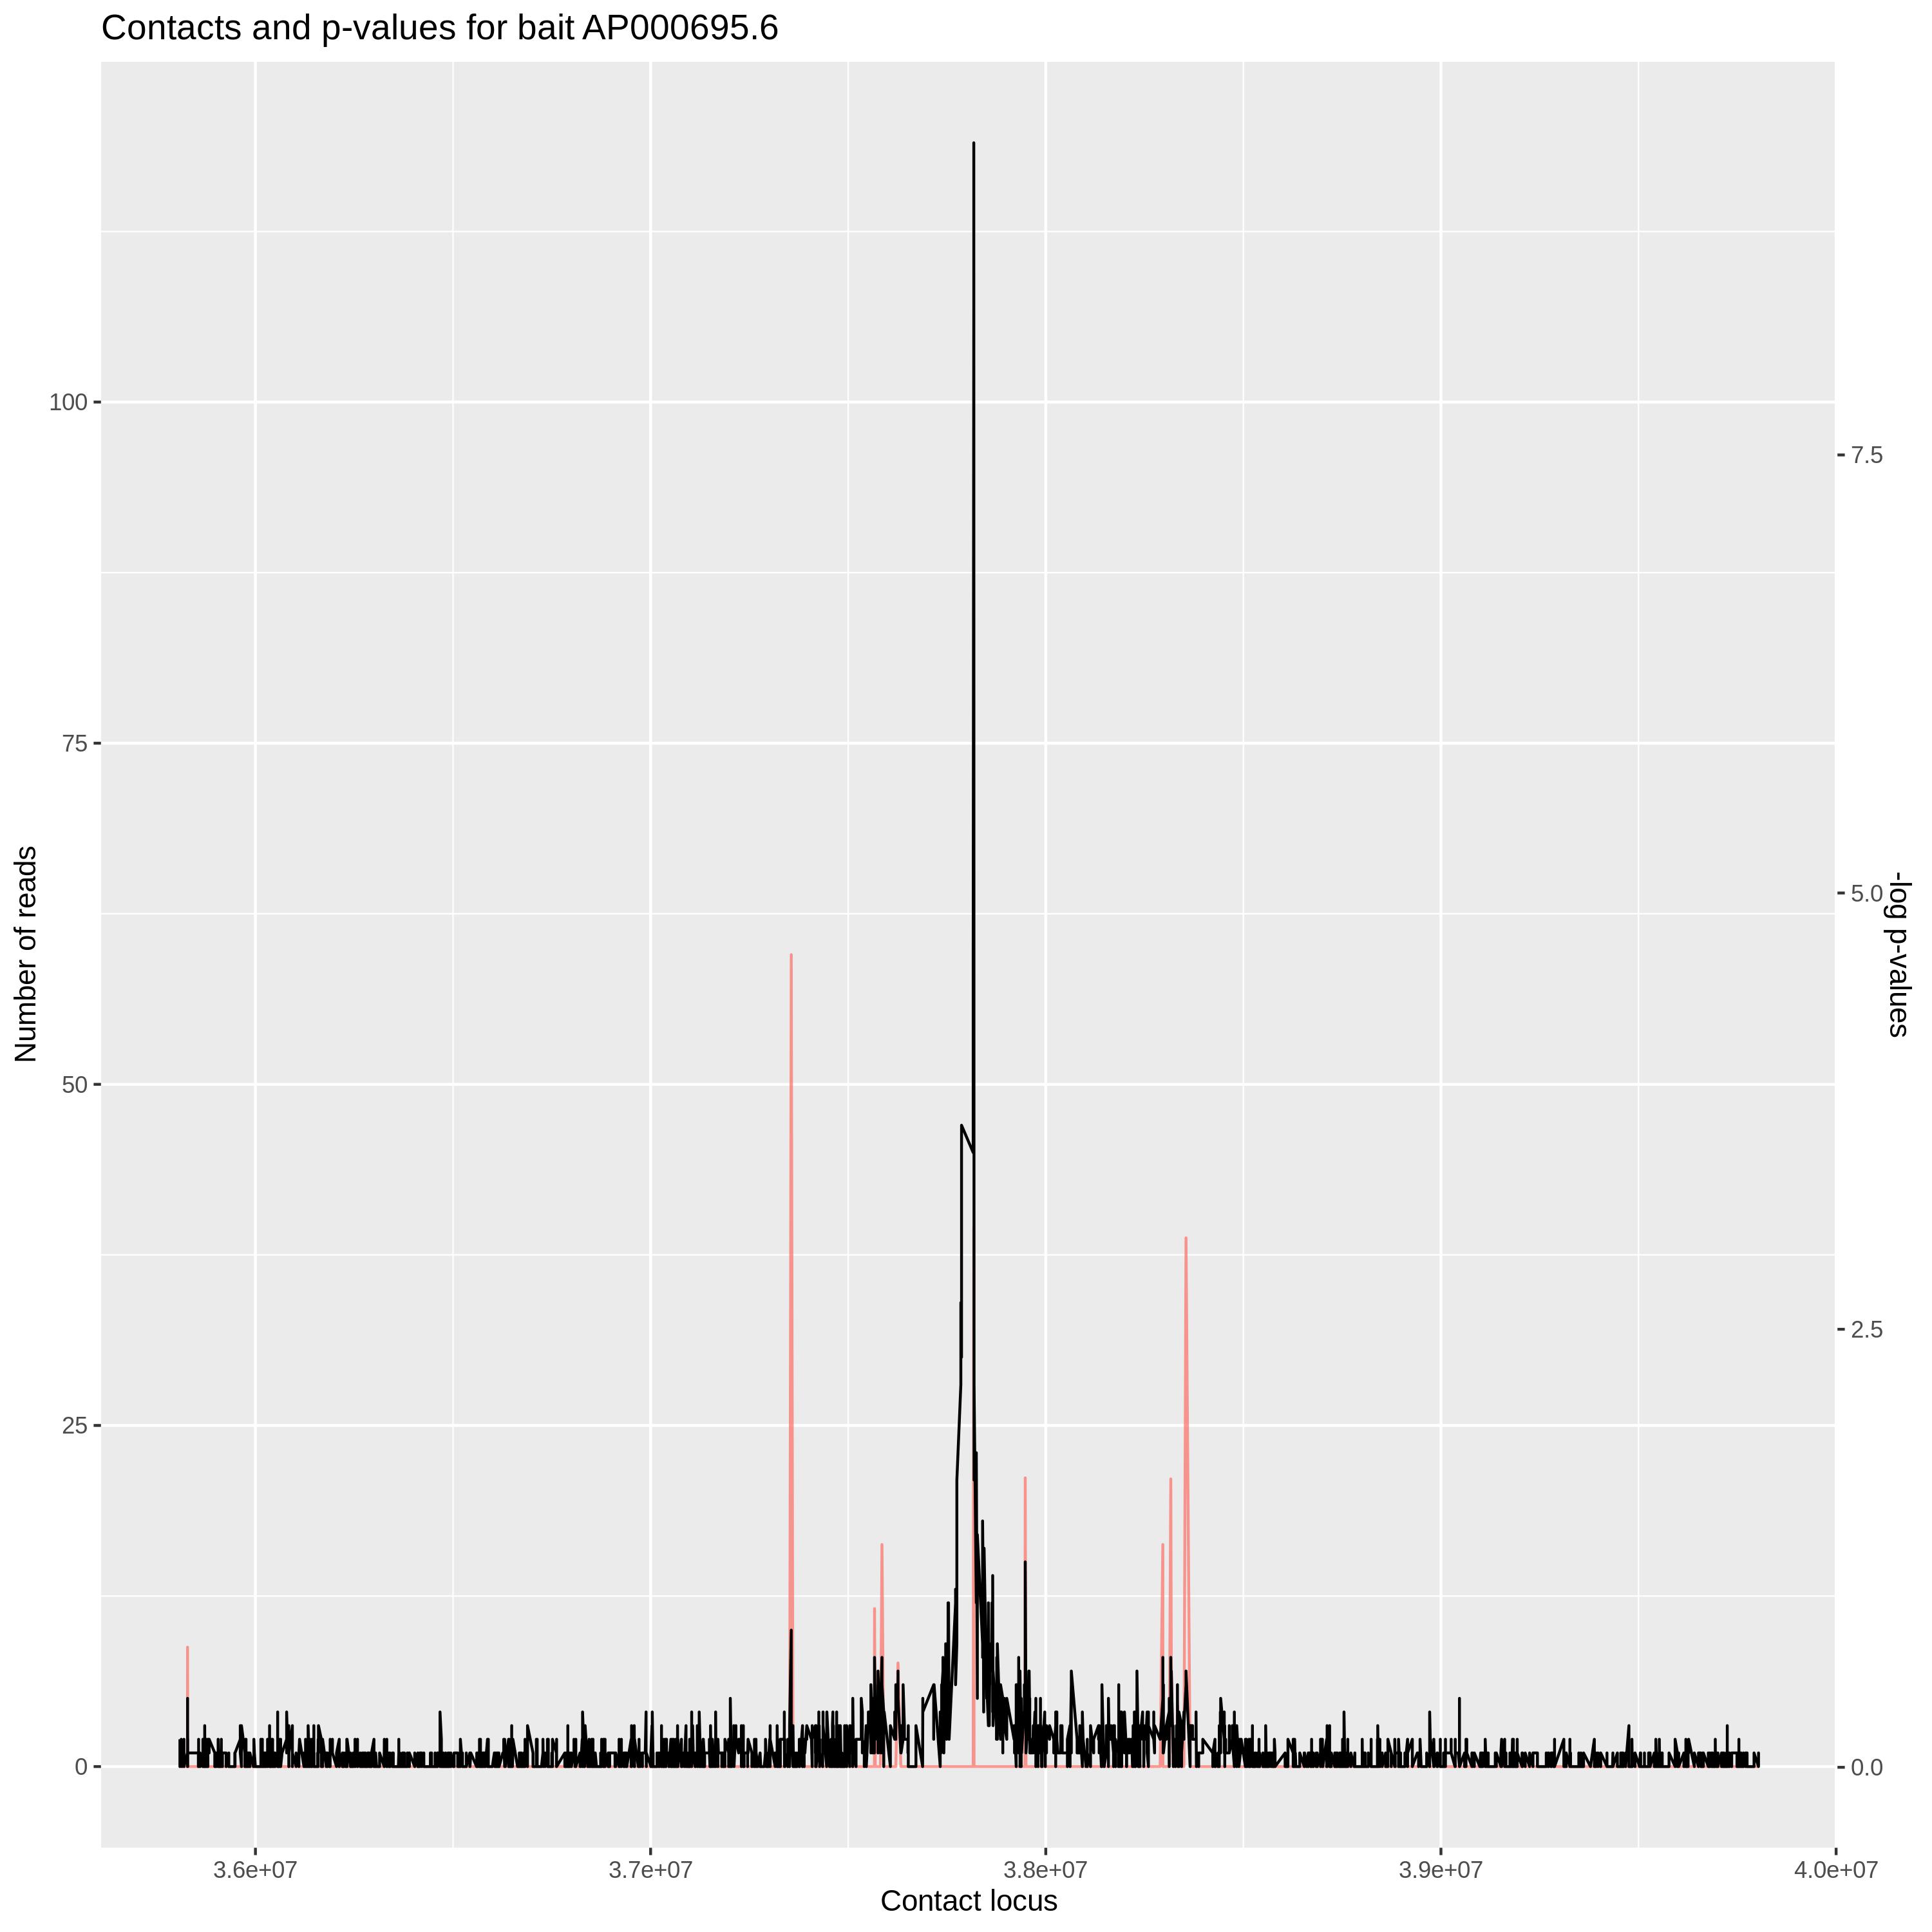 Contacts and p-values for bait AP000695.6
Number of reads
100
75
50
25
0
7.5
5.0
2.5
0.0
-log p-values
3.6e+07 3.7e+07 3.8e+07 3.9e+07 4.0e+07
Contact locus